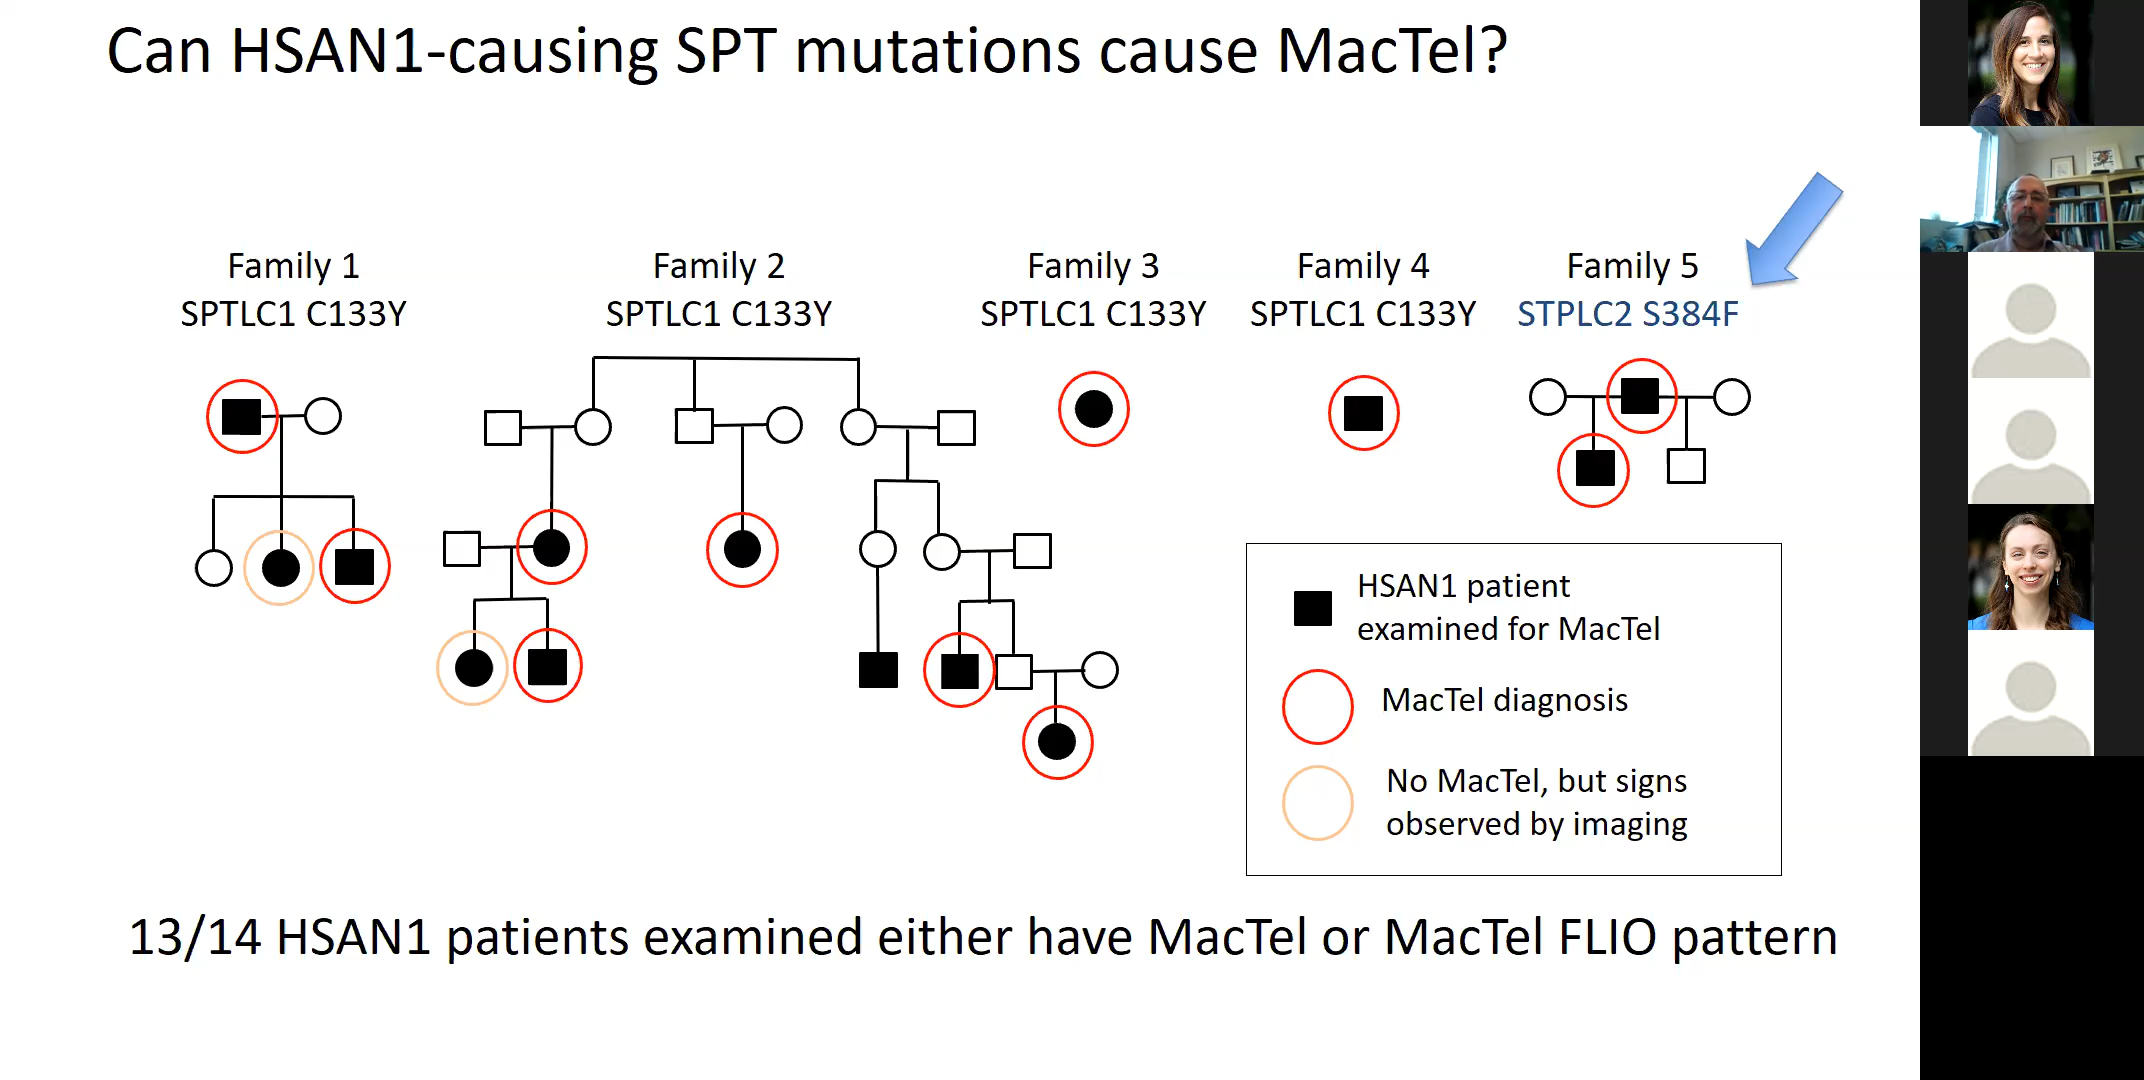 Can HSAN1-causing SPT mutations cause MacTel?
Family 1
SPTLC1 C133Y
Family 2
SPTLC1 C133Y
Family 3
SPTLC1 C133Y
Family 4
SPTLC1 C133Y
Family 5
STPLC2 S384F
HSAN1 patient
examined for MacTel
MacTel diagnosis
No MacTel, but signs
observed by imaging
13/14 HSAN1 patients examined either have MacTel or MacTel FLIO pattern